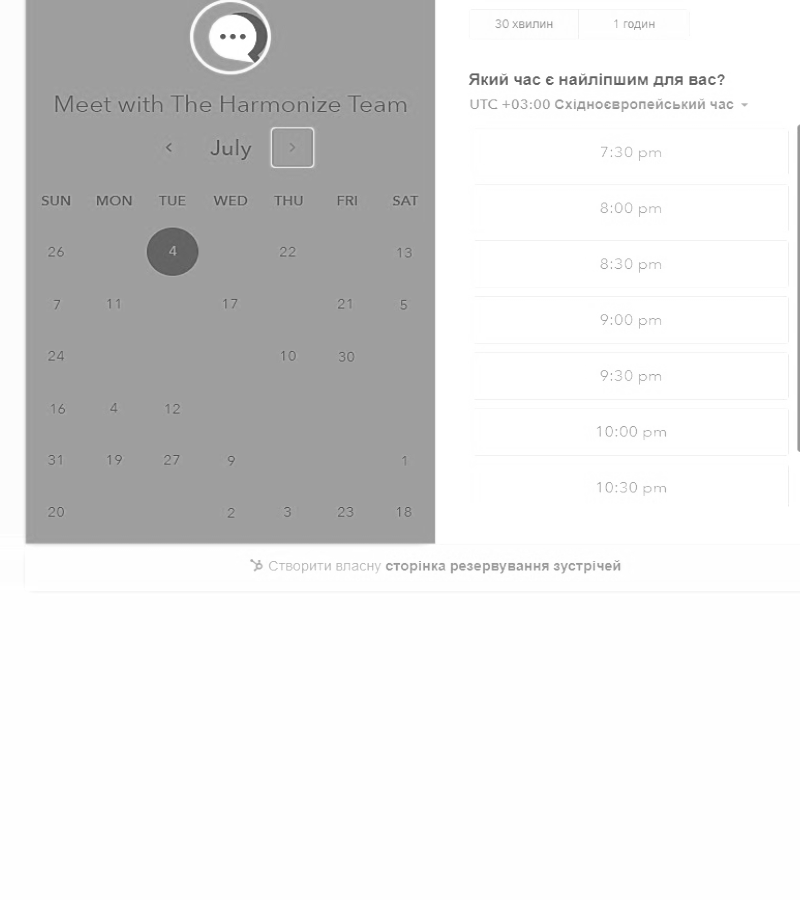 Meet with The Harmonize Team
July
SUN MON TUE WED THU FRI SAT
26 4 22 13
7 11 17 21 5
24 10 30
16 4 12
31 19 27 9 1
20 2 3 23 18
30 хвилин 1 годин
Який час є найліпшим для вас?
UTC +03:00 Східноєвропейський час
7:30 pm
8:00 pm
8:30 pm
9:00 pm
9:30 pm
10:00 pm
10:30 pm
Створити власну сторінка резервування зустрічей